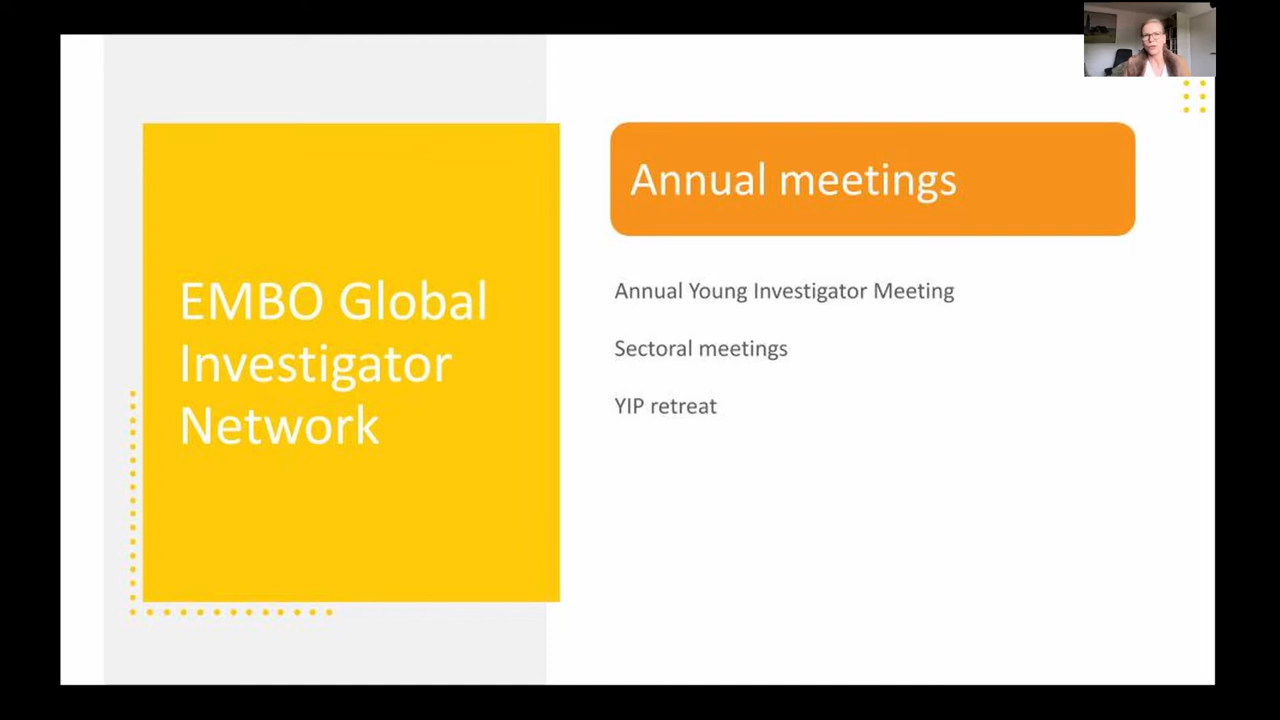 EMBO Global
Investigator
Network
Annual meetings
Annual Young Investigator Meeting
Sectoral meetings
YIP retreat